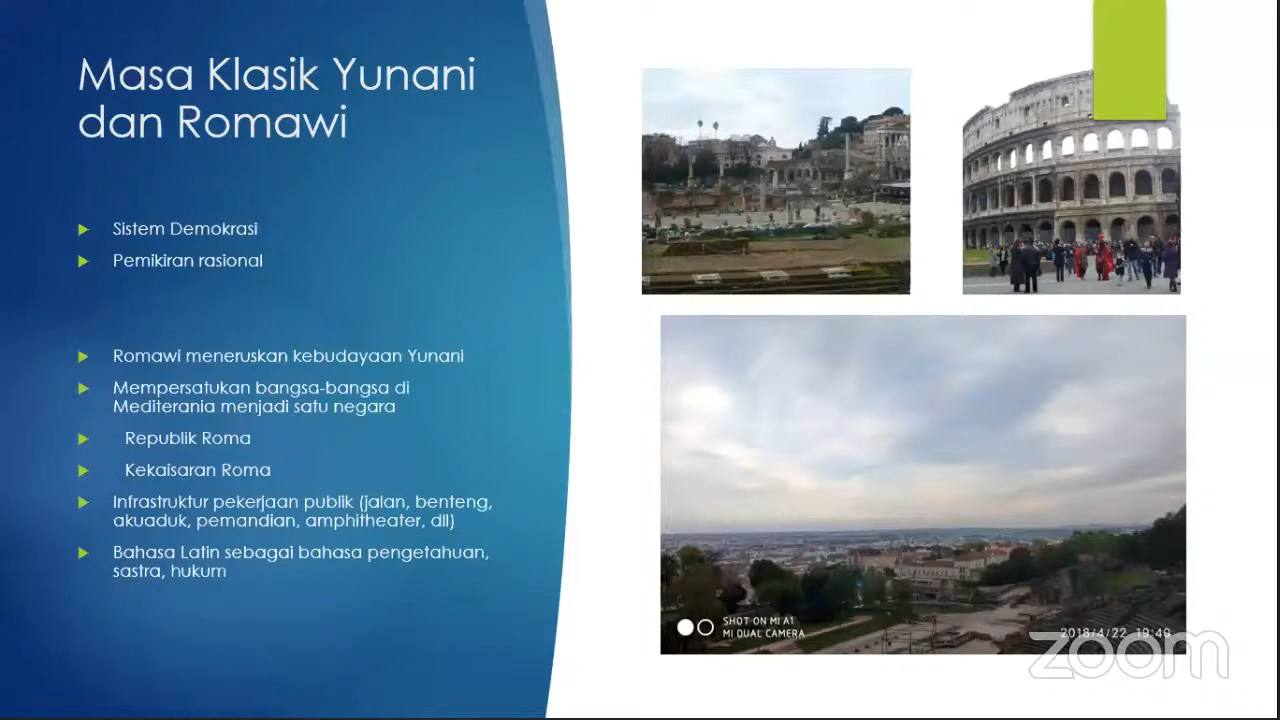 Masa Klasik Yunani
dan Romawi
Sistem Demokrasi
Pemikiran rasional
Romawi meneruskan kebudayaan Yunani
Mempersatukan bangsa-bangsa di
Mediterania menjadi satu negara
Republik Roma
Kekaisaran Roma
Infrastruktur pekerjaan publik (jalan, benteng,
akuaduk, pemandian, amphitheater, dll)
Bahasa Latin sebagai bahasa pengetahuan,
sastra, hukum
SHOT ON MI A1
MI DUAL CAMERA
2018/4/22 19:40
zoom